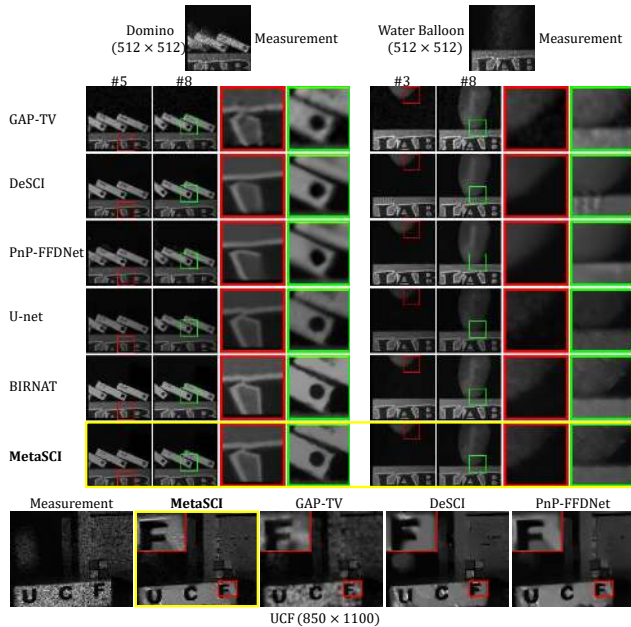 Domino
(512 × 512)
Measurement
Water Balloon
(512 × 512)
Measurement
#5
#8
#3
#8
GAP-TV
DeSCI
PnP-FFDNet
U-net
BIRNAT
MetaSCI
Measurement
MetaSCI
GAP-TV
DeSCI
PnP-FFDNet
F
F
F
F
U C F
U C F
U C F
U C F
U C F
UCF (850 × 1100)